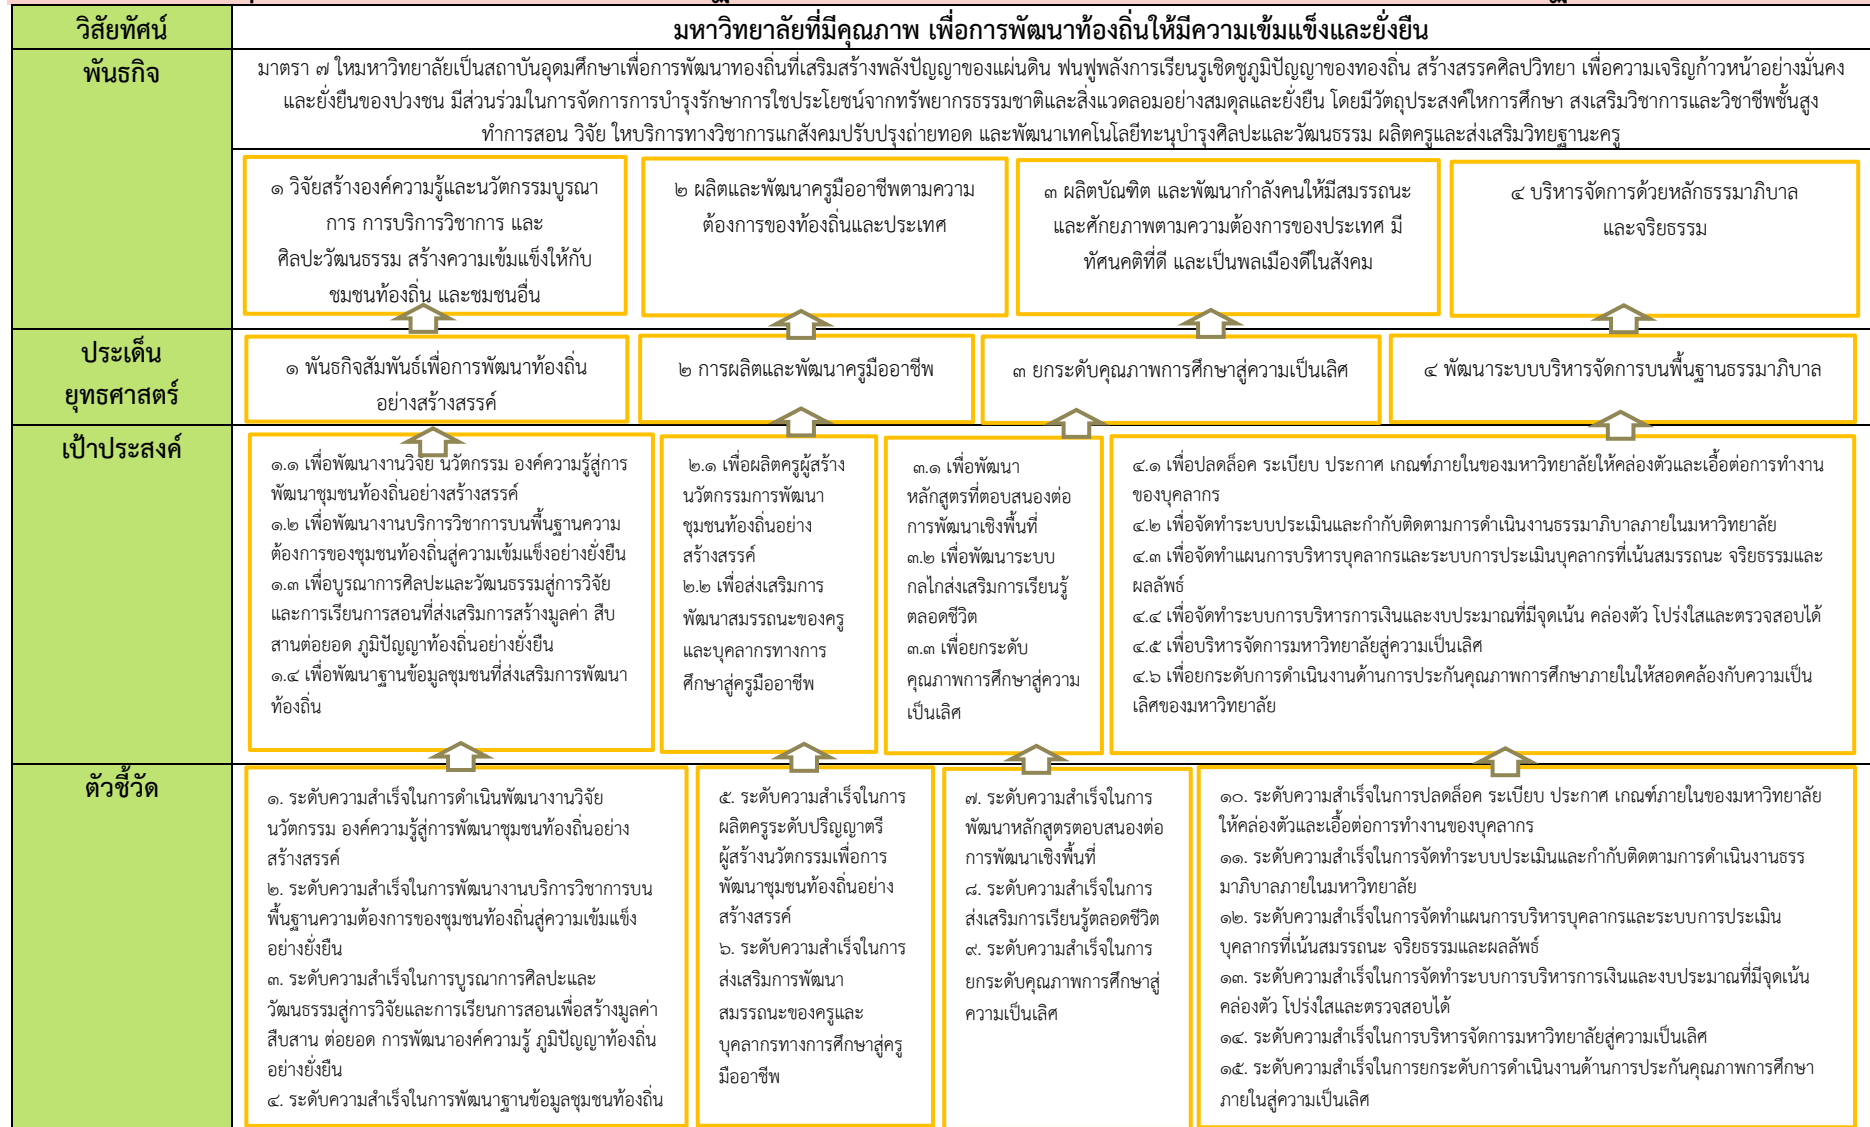 วิสัยทัศน์
มหาวิทยาลัยที่มีคุณภาพ เพื่อการพัฒนาท้องถิ่นให้มีความเข้มแข็งและยั่งยืน
พันธกิจ
มาตรา ๗ ใหมหาวิทยาลัยเป็นสถาบันอุดมศึกษาเพื่อการพัฒนาทองถิ่นที่เสริมสร้างพลังปัญญาของแผ่นดิน ฟนฟูพลังการเรียนรูเชิดชูภูมิปัญญาของทองถิ่น สร้างสรรคศิลปวิทยา เพื่อความเจริญก้าวหน้าอย่างมั่นคง
และยั่งยืนของปวงชน มีส่วนร่วมในการจัดการการบำรุงรักษาการใชประโยชน์จากทรัพยากรธรรมชาติและสิ่งแวดลอมอย่างสมดุลและยั่งยืน โดยมีวัตถุประสงค์ใหการศึกษา สงเสริมวิชาการและวิชาชีพชั้นสูง
ทำการสอน วิจัย ใหบริการทางวิชาการแกสังคมปรับปรุงถ่ายทอด และพัฒนาเทคโนโลยีทะนุบำรุงศิลปะและวัฒนธรรม ผลิตครูและส่งเสริมวิทยฐานะครู
๑ วิจัยสร้างองค์ความรู้และนวัตกรรมบูรณา
การ การบริการวิชาการ และ
ศิลปะวัฒนธรรม สร้างความเข้มแข็งให้กับ
ชมชนท้องถิ่น และชมชนอื่น
๒ ผลิตและพัฒนาครูมืออาชีพตามความ
ต้องการของท้องถิ่นและประเทศ
๓ ผลิตบัณฑิต และพัฒนากำลังคนให้มีสมรรถนะ
และศักยภาพตามความต้องการของประเทศ มี
ทัศนคติที่ดี และเป็นพลเมืองดีในสังคม
๔ บริหารจัดการด้วยหลักธรรมาภิบาล
และจริยธรรม
ประเด็น
ยุทธศาสตร์
๑ พันธกิจสัมพันธ์เพื่อการพัฒนาท้องถิ่น
อย่างสร้างสรรค์
๒ การผลิตและพัฒนาครูมืออาชีพ
๓ ยกระดับคุณภาพการศึกษาสู่ความเป็นเลิศ
๔ พัฒนาระบบบริหารจัดการบนพื้นฐานธรรมาภิบาล
เป้าประสงค์
๑.๑ เพื่อพัฒนางานวิจัย นวัตกรรม องค์ความรู้สู่การ
พัฒนาชุมชนท้องถิ่นอย่างสร้างสรรค์
๑.๒ เพื่อพัฒนางานบริการวิชาการบนพื้นฐานความ
ต้องการของชุมชนท้องถิ่นสู่ความเข้มแข็งอย่างยั่งยืน
๑.๓ เพื่อบูรณาการศิลปะและวัฒนธรรมสู่การวิจัย
และการเรียนการสอนที่ส่งเสริมการสร้างมูลค่า สืบ
สานต่อยอด ภูมิปัญญาท้องถิ่นอย่างยั่งยืน
๑.๔ เพื่อพัฒนาฐานข้อมูลชุมชนที่ส่งเสริมการพัฒนา
ท้องถิ่น
๒.๑ เพื่อผลิตครูผู้สร้าง
นวัตกรรมการพัฒนา
ชุมชนท้องถิ่นอย่าง
สร้างสรรค์
๒.๒ เพื่อส่งเสริมการ
พัฒนาสมรรถนะของครู
และบุคลากรทางการ
ศึกษาสู่ครูมืออาชีพ
๓.๑ เพื่อพัฒนา
หลักสูตรที่ตอบสนองต่อ
การพัฒนาเชิงพื้นที่
๓.๒ เพื่อพัฒนาระบบ
กลไกส่งเสริมการเรียนรู้
ตลอดชีวิต
๓.๓ เพื่อยกระดับ
คุณภาพการศึกษาสู่ความ
เป็นเลิศ
๔.๑ เพื่อปลดล็อค ระเบียบ ประกาศ เกณฑ์ภายในของมหาวิทยาลัยให้คล่องตัวและเอื้อต่อการทำงาน
ของบุคลากร
๔.๒ เพื่อจัดทำระบบประเมินและกำกับติดตามการดำเนินงานธรรมาภิบาลภายในมหาวิทยาลัย
๔.๓ เพื่อจัดทำแผนการบริหารบุคลากรและระบบการประเมินบุคลากรที่เน้นสมรรถนะ จริยธรรมและ
ผลลัพธ์
๔.๔ เพื่อจัดทำระบบการบริหารการเงินและงบประมาณที่มีจุดเน้น คล่องตัว โปร่งใสและตรวจสอบได้
๔.๕ เพื่อบริหารจัดการมหาวิทยาลัยสู่ความเป็นเลิศ
๔.๖ เพื่อยกระดับการดำเนินงานด้านการประกันคุณภาพการศึกษาภายในให้สอดคล้องกับความเป็น
เลิศของมหาวิทยาลัย
ตัวชี้วัด
๑. ระดับความสำเร็จในการดำเนินพัฒนางานวิจัย
นวัตกรรม องค์ความรู้สู่การพัฒนาชุมชนท้องถิ่นอย่าง
สร้างสรรค์
๒. ระดับความสำเร็จในการพัฒนางานบริการวิชาการบน
พื้นฐานความต้องการของชุมชนท้องถิ่นสู่ความเข้มแข็ง
อย่างยั่งยืน
๓. ระดับความสำเร็จในการบูรณาการศิลปะและ
วัฒนธรรมสู่การวิจัยและการเรียนการสอนเพื่อสร้างมูลค่า
สืบสาน ต่อยอด การพัฒนาองค์ความรู้ ภูมิปัญญาท้องถิ่น
อย่างยั่งยืน
๔. ระดับความสำเร็จในการพัฒนาฐานข้อมูลชุมชนท้องถิ่น
๕. ระดับความสำเร็จในการ
ผลิตครูระดับปริญญาตรี
ผู้สร้างนวัตกรรมเพื่อการ
พัฒนาชุมชนท้องถิ่นอย่าง
สร้างสรรค์
๖. ระดับความสำเร็จในการ
ส่งเสริมการพัฒนา
สมรรถนะของครูและ
บุคลากรทางการศึกษาสู่ครู
มืออาชีพ
๗. ระดับความสำเร็จในการ
พัฒนาหลักสูตรตอบสนองต่อ
การพัฒนาเชิงพื้นที่
๘. ระดับความสำเร็จในการ
ส่งเสริมการเรียนรู้ตลอดชีวิต
๙. ระดับความสำเร็จในการ
ยกระดับคุณภาพการศึกษาสู่
ความเป็นเลิศ
๑๐. ระดับความสำเร็จในการปลดล็อค ระเบียบ ประกาศ เกณฑ์ภายในของมหาวิทยาลัย
ให้คล่องตัวและเอื้อต่อการทำงานของบุคลากร
๑๑. ระดับความสำเร็จในการจัดทำระบบประเมินและกำกับติดตามการดำเนินงานธรร
มาภิบาลภายในมหาวิทยาลัย
๑๒. ระดับความสำเร็จในการจัดทำแผนการบริหารบุคลากรและระบบการประเมิน
บุคลากรที่เน้นสมรรถนะ จริยธรรมและผลลัพธ์
๑๓. ระดับความสำเร็จในการจัดทำระบบการบริหารการเงินและงบประมาณที่มีจุดเน้น
คล่องตัว โปร่งใสและตรวจสอบได้
๑๔. ระดับความสำเร็จในการบริหารจัดการมหาวิทยาลัยสู่ความเป็นเลิศ
๑๕. ระดับความสำเร็จในการยกระดับการดำเนินงานด้านการประกันคุณภาพการศึกษา
ภายในสู่ความเป็นเลิศ